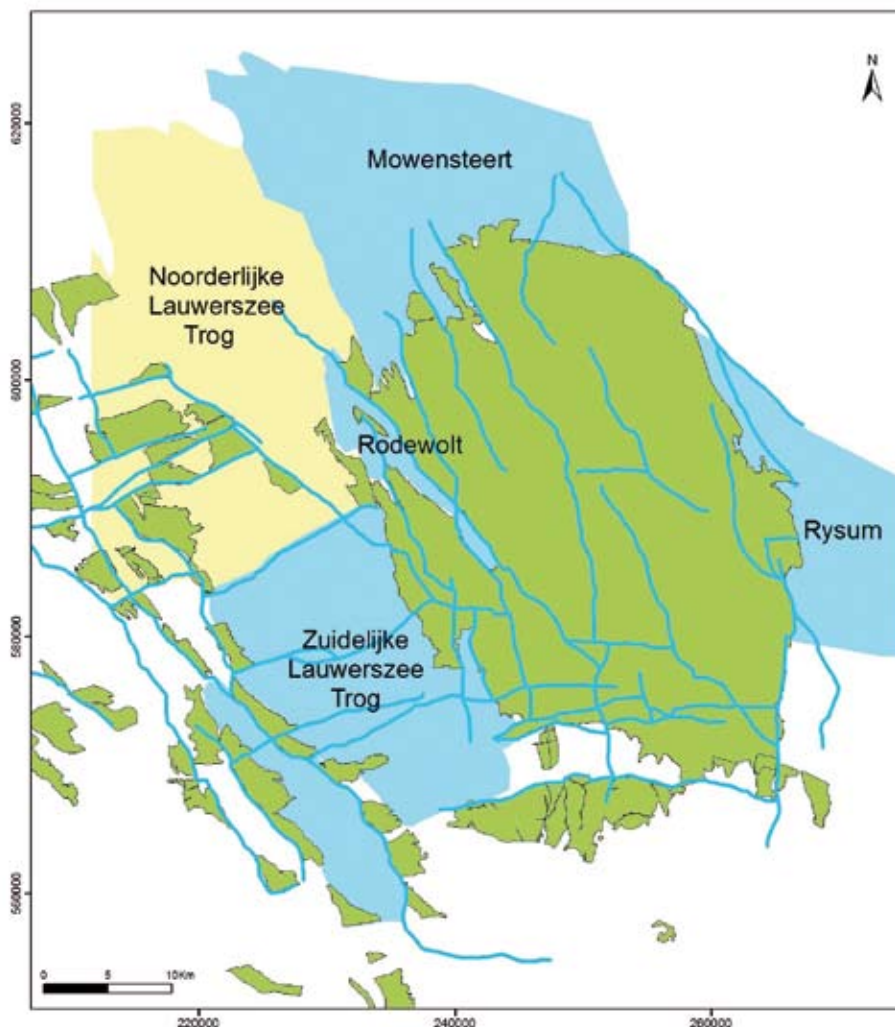 N
620000
Mowensteert
Noorderlijke
Lauwerszee
Trog
600000
Rodewolt
Rysum
580000
Zuidelijke
Lauwerszee
Trog
560000
0 5 10Km
220000 240000 260000